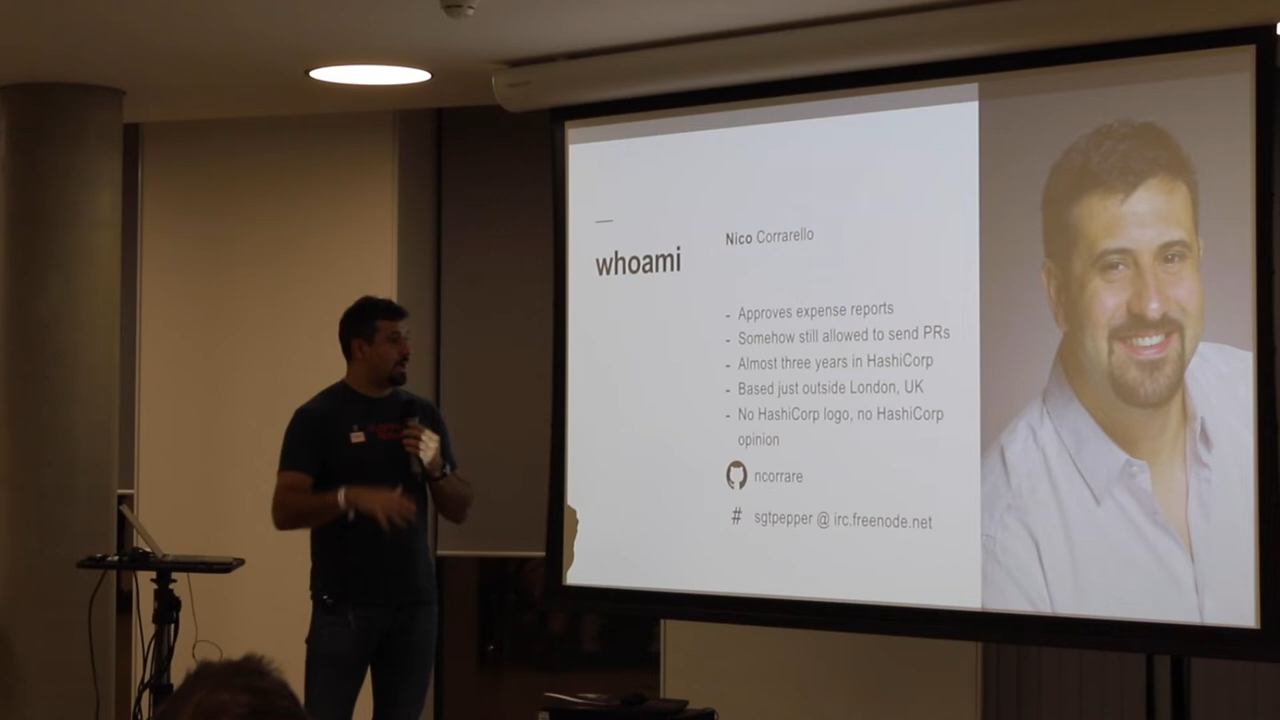 whoami
Nico Corrarello
- Approves expense reports
- Somehow still allowed to send PRs
- Almost three years in HashiCorp
- Based just outside London, UK
- No HashiCorp logo, no HashiCorp
opinion
ncorrare
# sgtpepper @ irc.freenode.net